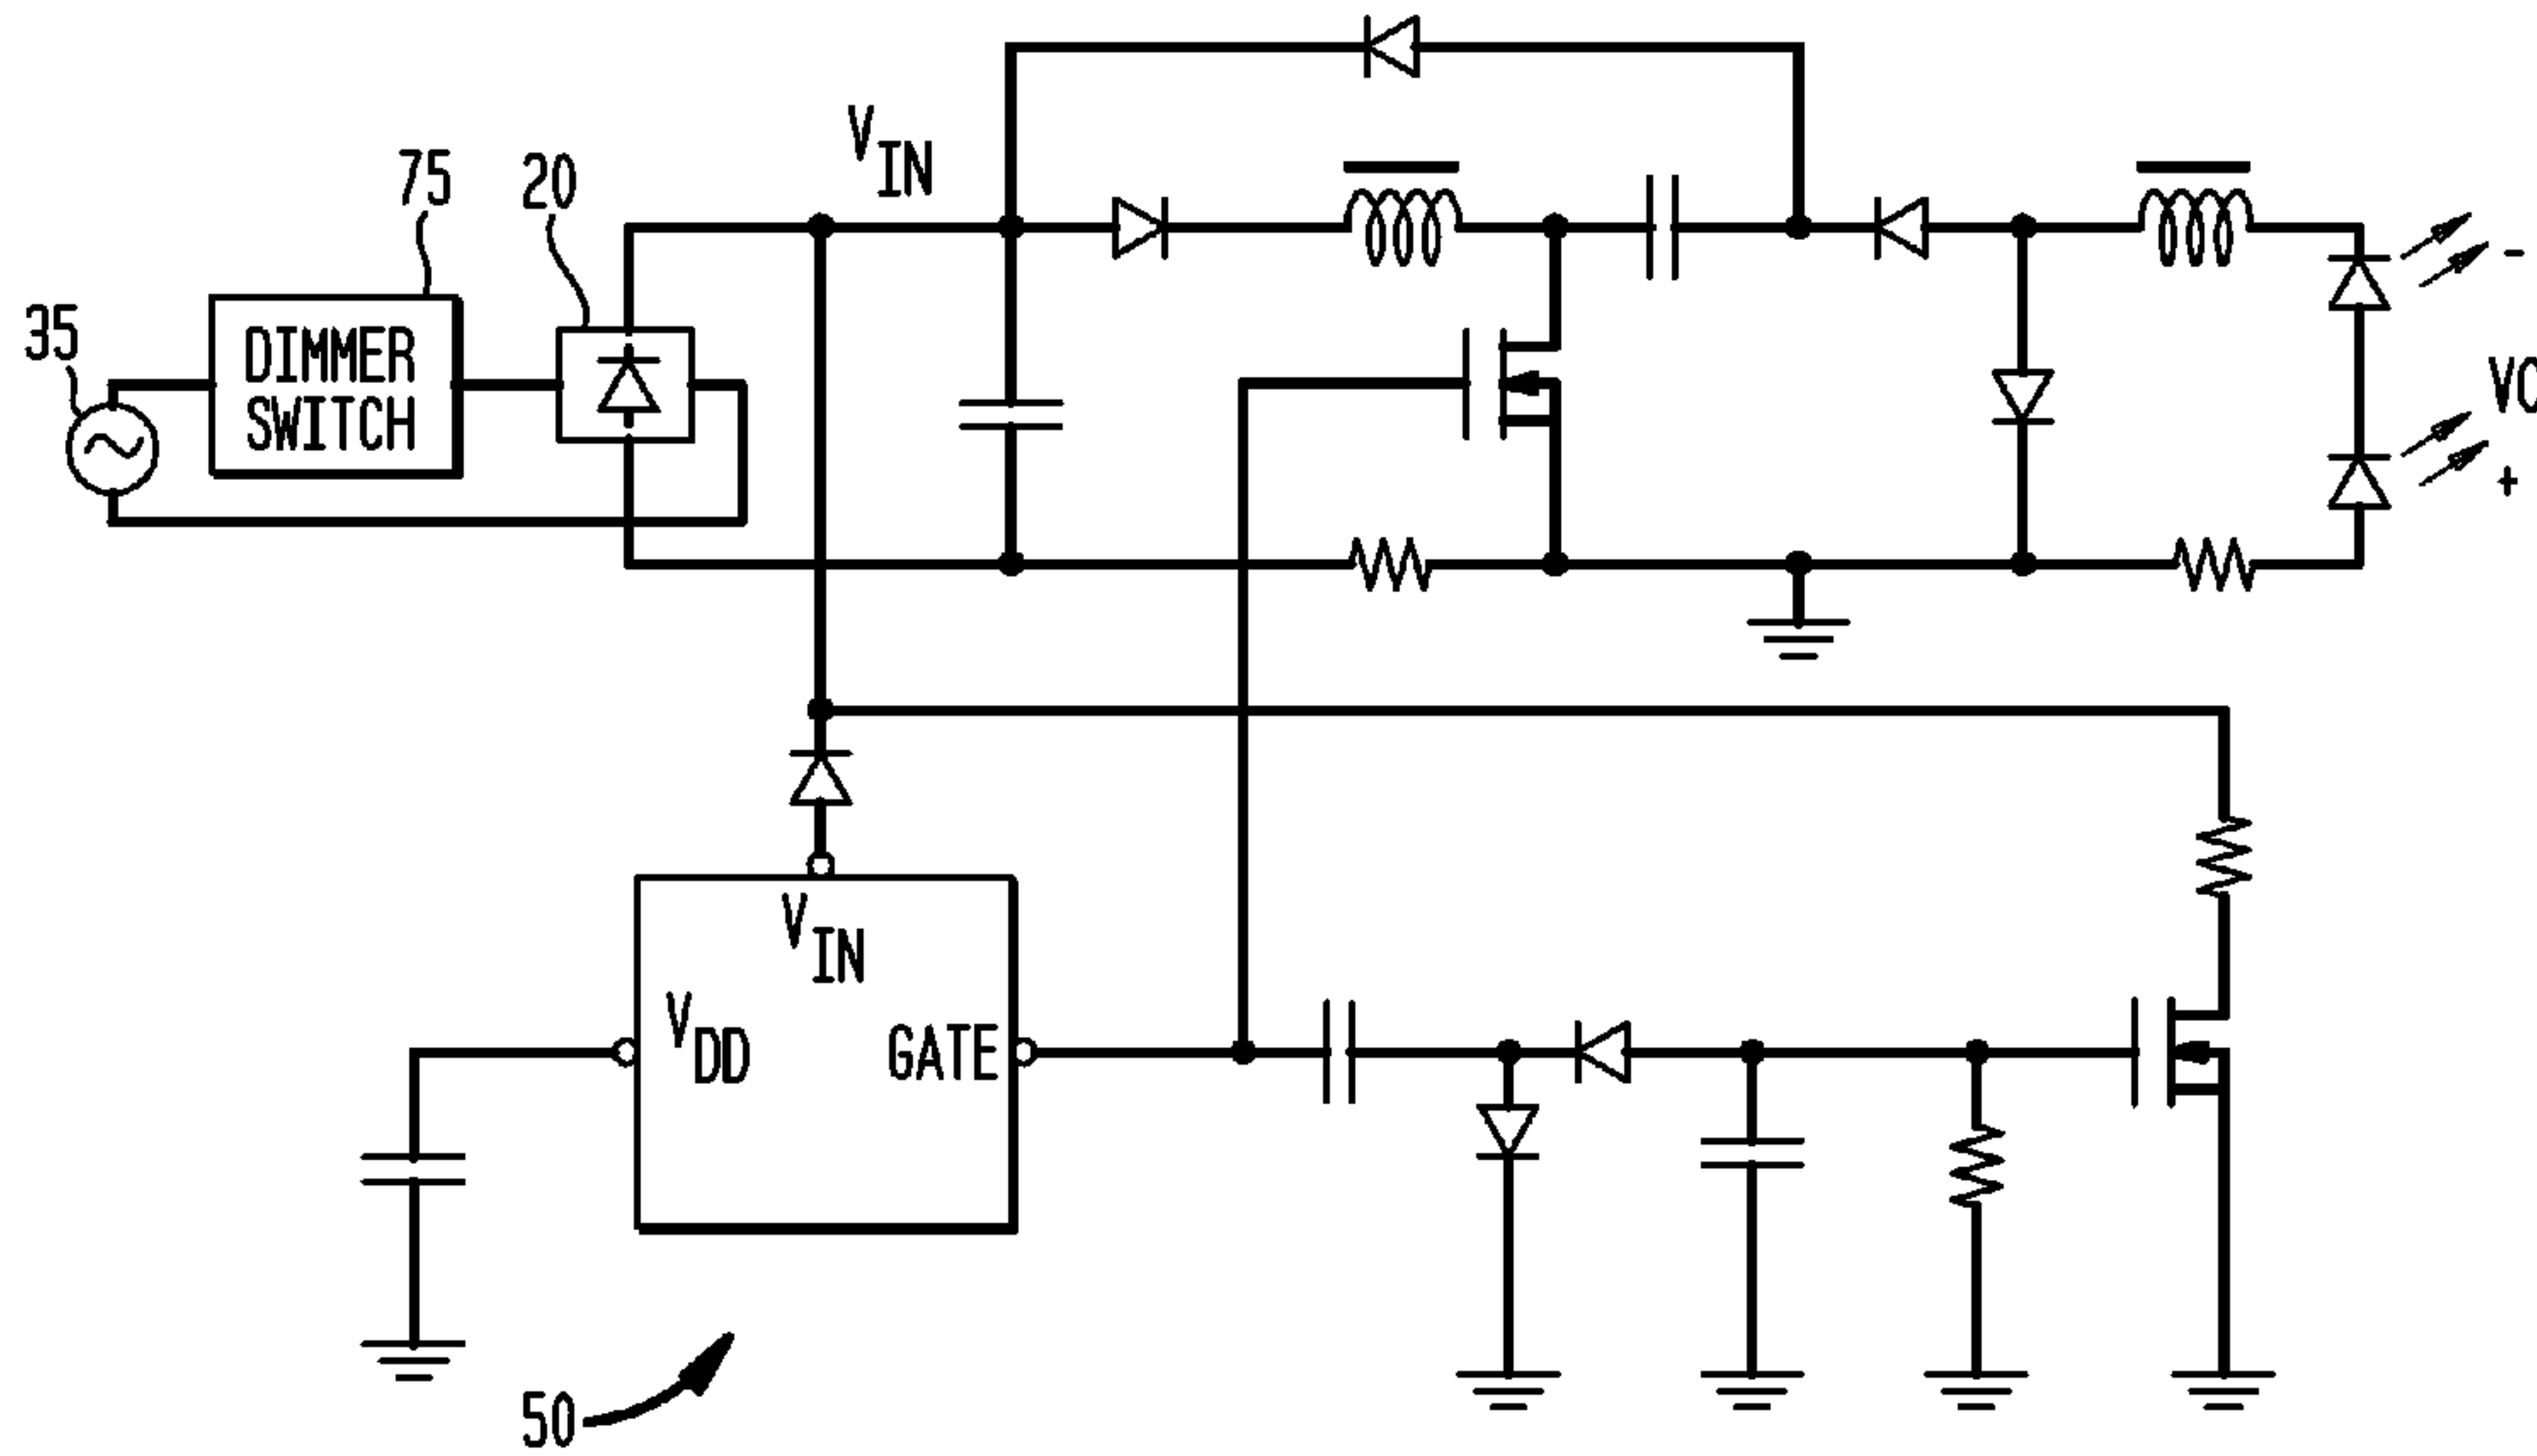 V IN
75
20
35
DIMMER
SWITCH
-
VO
+
V IN
V DD
GATE
50